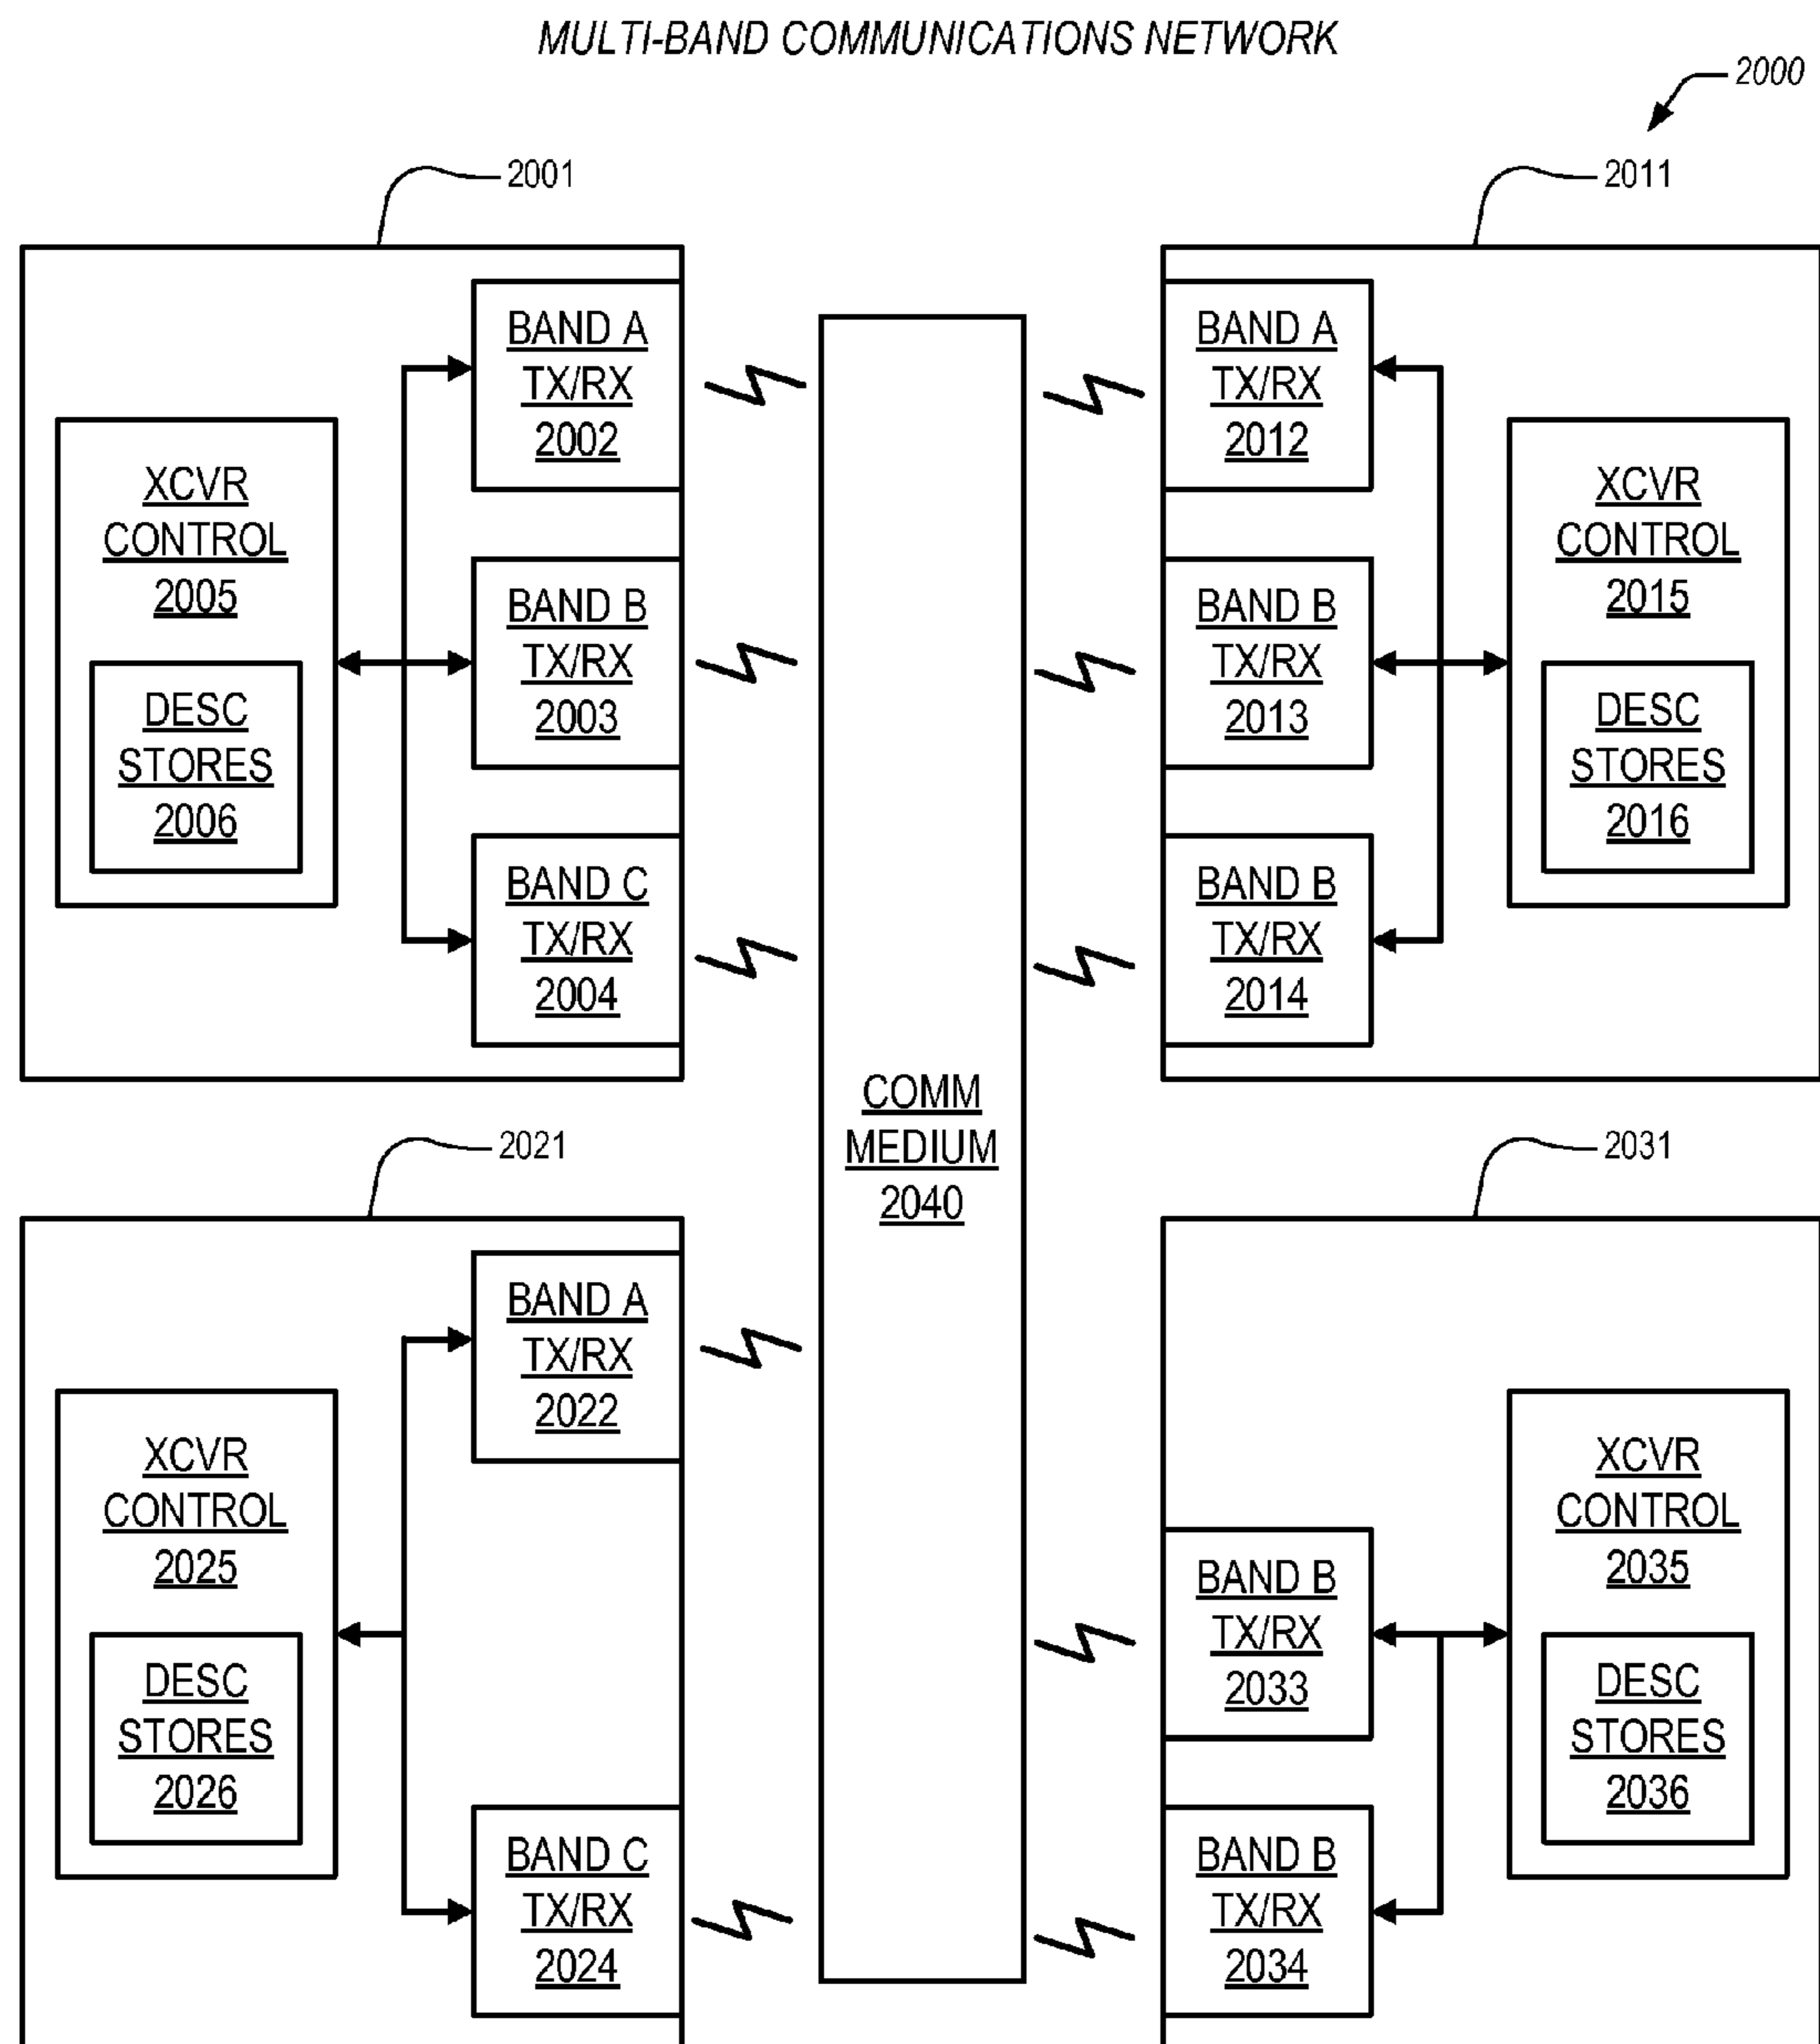 MULTI-BAND COMMUNICATIONS NETWORK
2000
2001
BAND A
TX/RX
2002
XCVR
CONTROL
2005
BAND B
TX/RX
2003
DESC
STORES
2006
BAND C
TX/RX
2004
2011
BAND A
TX/RX
2012
XCVR
CONTROL
2015
BAND B
TX/RX
2013
DESC
STORES
2016
BAND B
TX/RX
2014
COMM
MEDIUM
2040
2021
BAND A
TX/RX
2022
XCVR
CONTROL
2025
DESC
STORES
2026
BAND C
TX/RX
2024
2031
XCVR
CONTROL
2035
BAND B
TX/RX
2033
DESC
STORES
2036
BAND B
TX/RX
2034